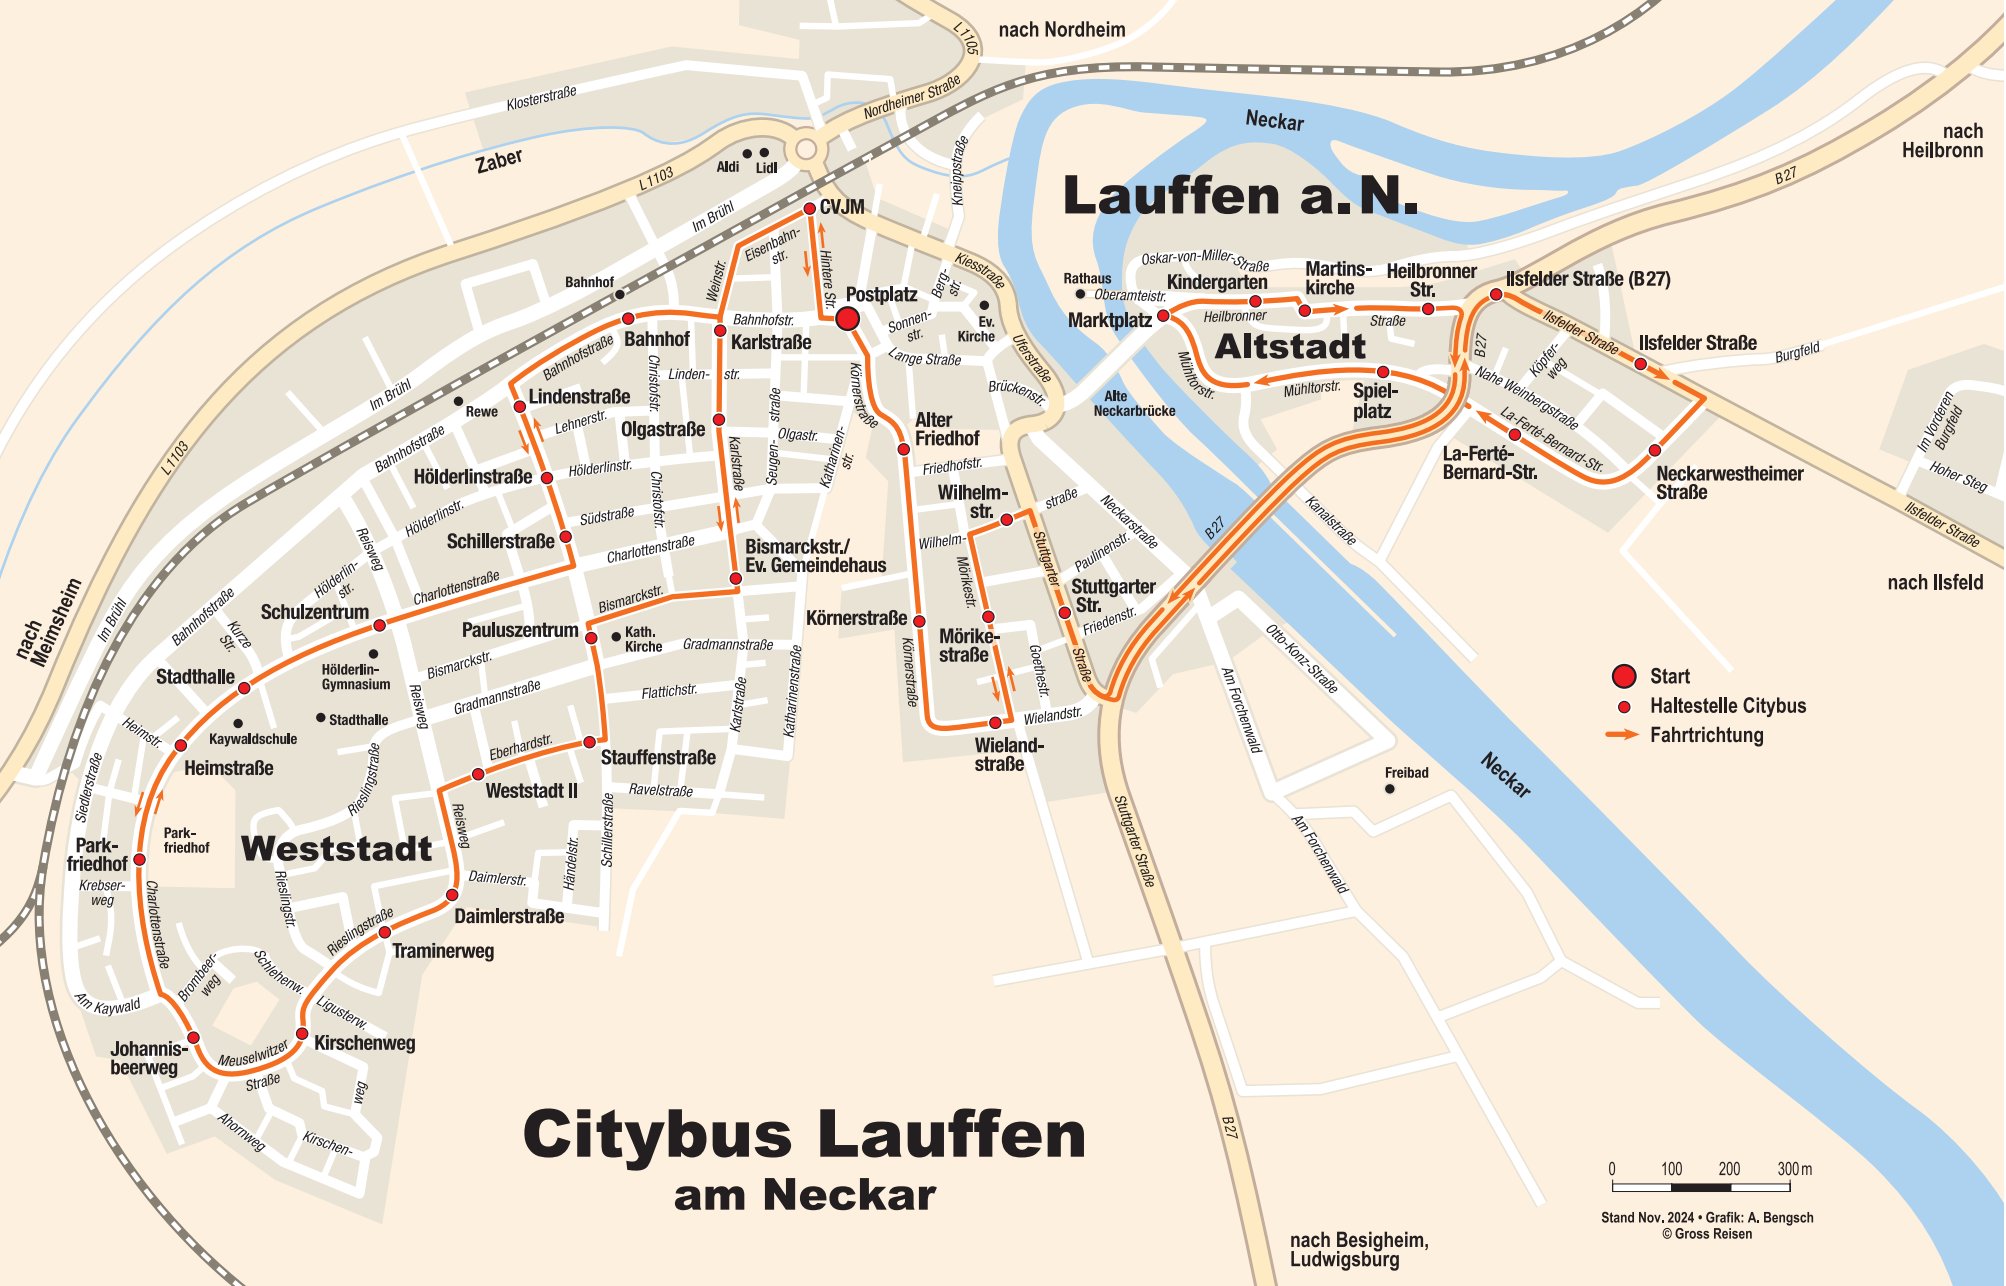 nach Nordheim
L1105
Klosterstraße
Nordheimer Straße
Neckar
nach
Heilbronn
Zaber
Aldi
Lidl
L1103
Kneippstraße
B27
Lauffen a.N.
Im Brühl
CVJM
Eisenbahn-
str.
Hintere Str.
Weinstr.
Kiesstraße
Berg-
str.
Oskar-von-Miller-Straße
Rathaus
Oberamteistr.
Kindergarten
Martins-
kirche
Heilbronner
Str.
Ilsfelder Straße (B27)
Bahnhof
Postplatz
Bahnhofstr.
Sonnen-
str.
Ev.
Kirche
Marktplatz
Heilbronner
Straße
Altstadt
B27
Ilsfelder Straße
Ilsfelder Straße
Burgfeld
Köpfer-
weg
Bahnhof
Karlstraße
Lange Straße
Uferstraße
Brückenstr.
Mühltorstr.
Mühltorstr.
Spiel-
platz
Nahe Weinbergstraße
Alte
Neckarbrücke
Bahnhofstraße
Christofstr.
Linden-
str.
Körnerstraße
Im Brühl
Rewe
Lindenstraße
Lehnerstr.
Olgastraße
Seugen-
straße
Olgastr.
Katharinen-
str.
Alter
Friedhof
La-Ferté-Bernard-Str.
La-Ferté-
Bernard-Str.
Neckarwestheimer
Straße
Im Vorderen
Burgfeld
Hoher Steg
L1103
Bahnhofstraße
Hölderlinstraße
Hölderlinstr.
Karlstraße
Friedhofstr.
Wilhelm-
str.
straße
Neckarstraße
B27
Kanalstraße
Ilsfelder Straße
Hölderlinstr.
Südstraße
Christofstr.
Schillerstraße
Charlottenstraße
Reisweg
Bismarckstr./
Ev. Gemeindehaus
Wilhelm-
Stuttgarter
Paulinenstr.
nach Ilsfeld
nach
Meimsheim
Im Brühl
Bahnhofstraße
Hölderlin-
str.
Charlottenstraße
Schulzentrum
Bismarckstr.
Mörikestr.
Stuttgarter
Str.
Friedenstr.
Kurze
Str.
Pauluszentrum
Kath.
Kirche
Körnerstraße
Mörike-
straße
Gradmannstraße
Otto-Konz-Straße
Stadthalle
Hölderlin-
Gymnasium
Bismarckstr.
Gradmannstraße
Flattichstr.
Körnerstraße
Goethestr.
Straße
Am Forchenwald
Start
Haltestelle Citybus
Fahrtrichtung
Reisweg
Karlstraße
Katharinenstraße
Wielandstr.
Heimstr.
Kaywaldschule
Stadthalle
Eberhardstr.
Stauffenstraße
Wieland-
straße
Heimstraße
Siedlerstraße
Rieslingstraße
Weststadt II
Ravelstraße
Freibad
Neckar
Park-
friedhof
Park-
friedhof
Weststadt
Reisweg
Schillerstraße
Händelstr.
Stuttgarter Straße
Am Forchenwald
Krebser-
weg
Charlottenstraße
Rieslingstr.
Daimlerstr.
Daimlerstraße
Rieslingstraße
Traminerweg
Brombeer-
weg
Schlehenw.
Ligusterw.
Am Kaywald
Johannis-
beerweg
Meuselwitzer
Straße
Kirschenweg
weg
Ahornweg
Kirschen-
Citybus Lauffen
am Neckar
B27
0 100 200 300 m
Stand Nov. 2024 • Grafik: A. Bengsch
© Gross Reisen
nach Besigheim,
Ludwigsburg